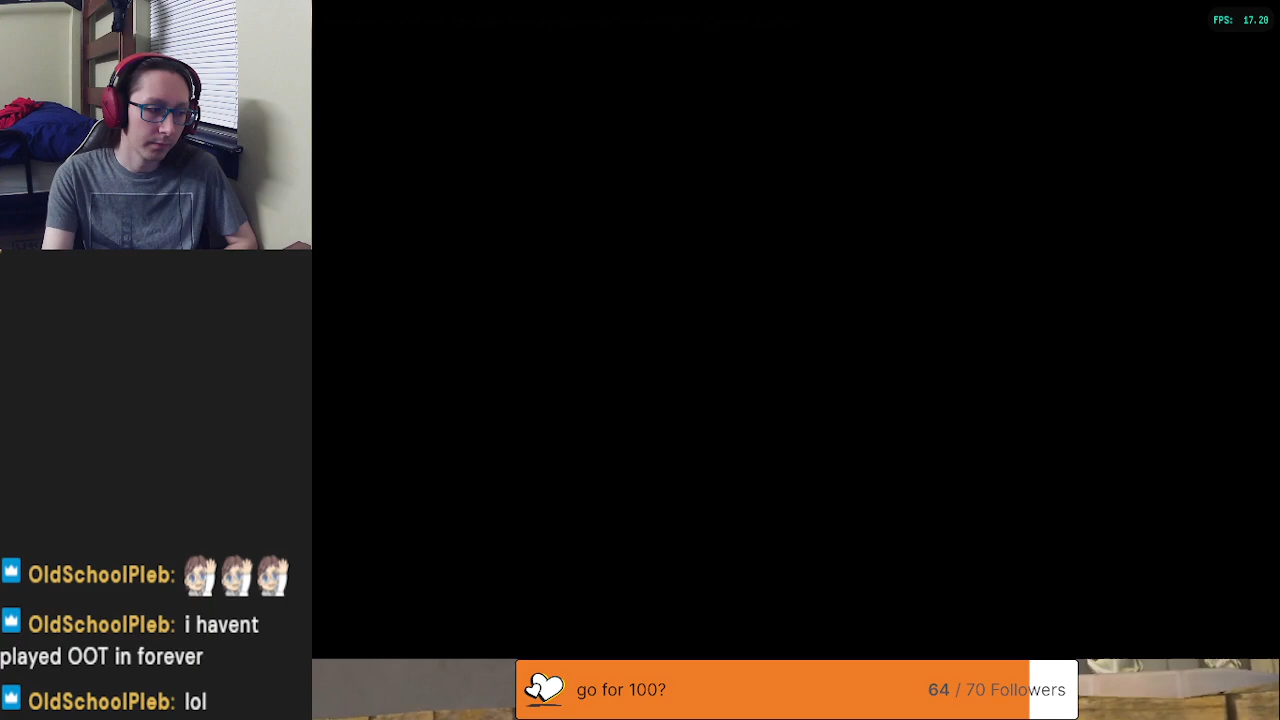 FPS: 17.20
OldSchoolPleb:
OldSchoolPleb: i havent
played OOT in forever
OldSchoolPleb: lol
go for 100? 64 / 70 Followers